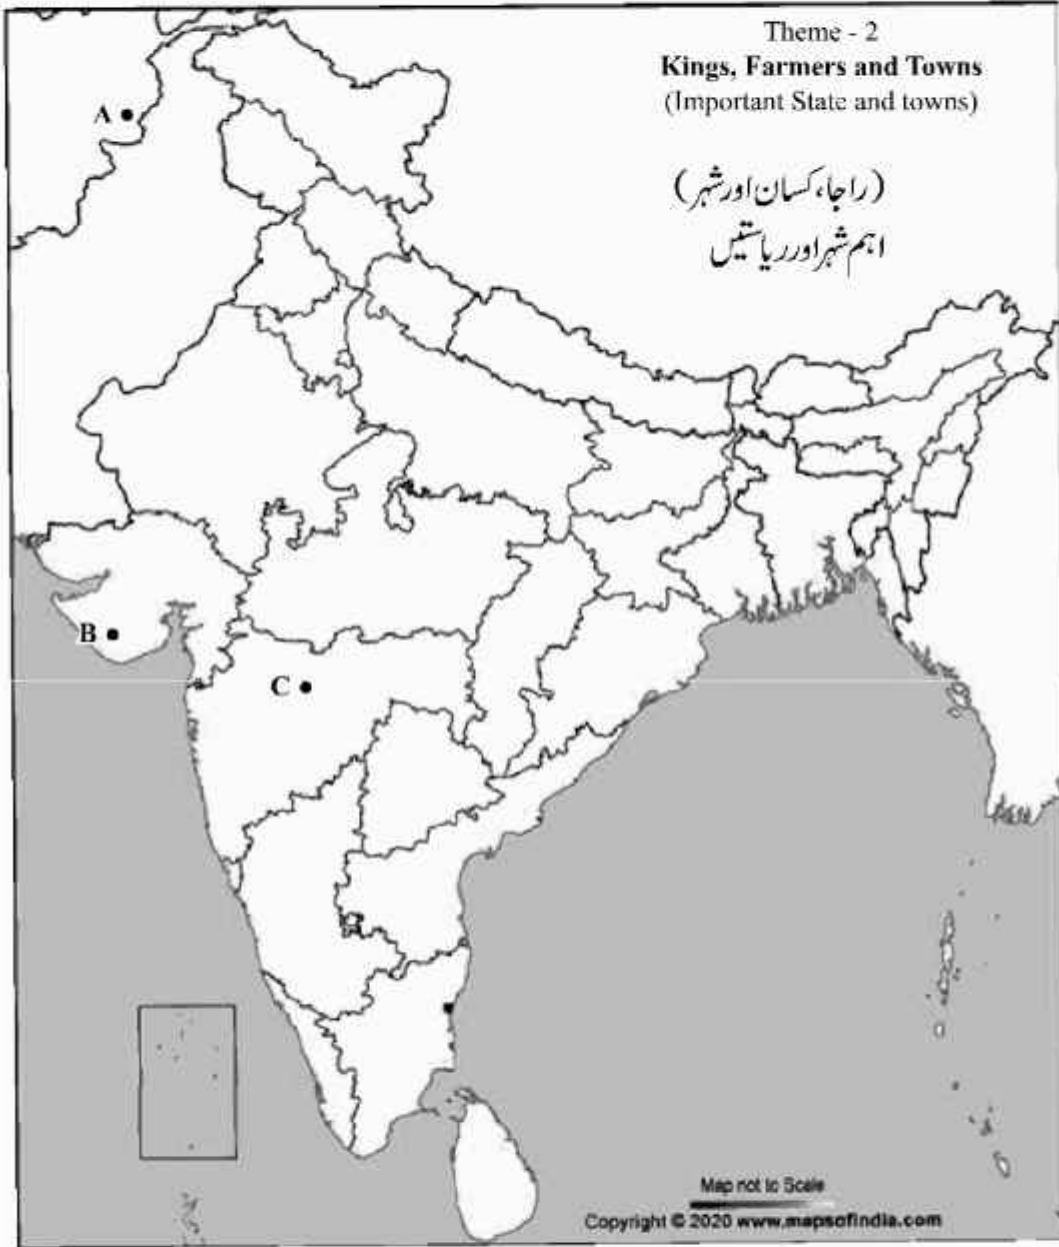 Theme - 2
Kings, Farmers and Towns
(Important State and towns)
(راجا، کسان اور شہر)
اہم شہر اور ریاستیں
A
B
C
Map not to Scale
Copyright © 2020 www.mapsofindia.com